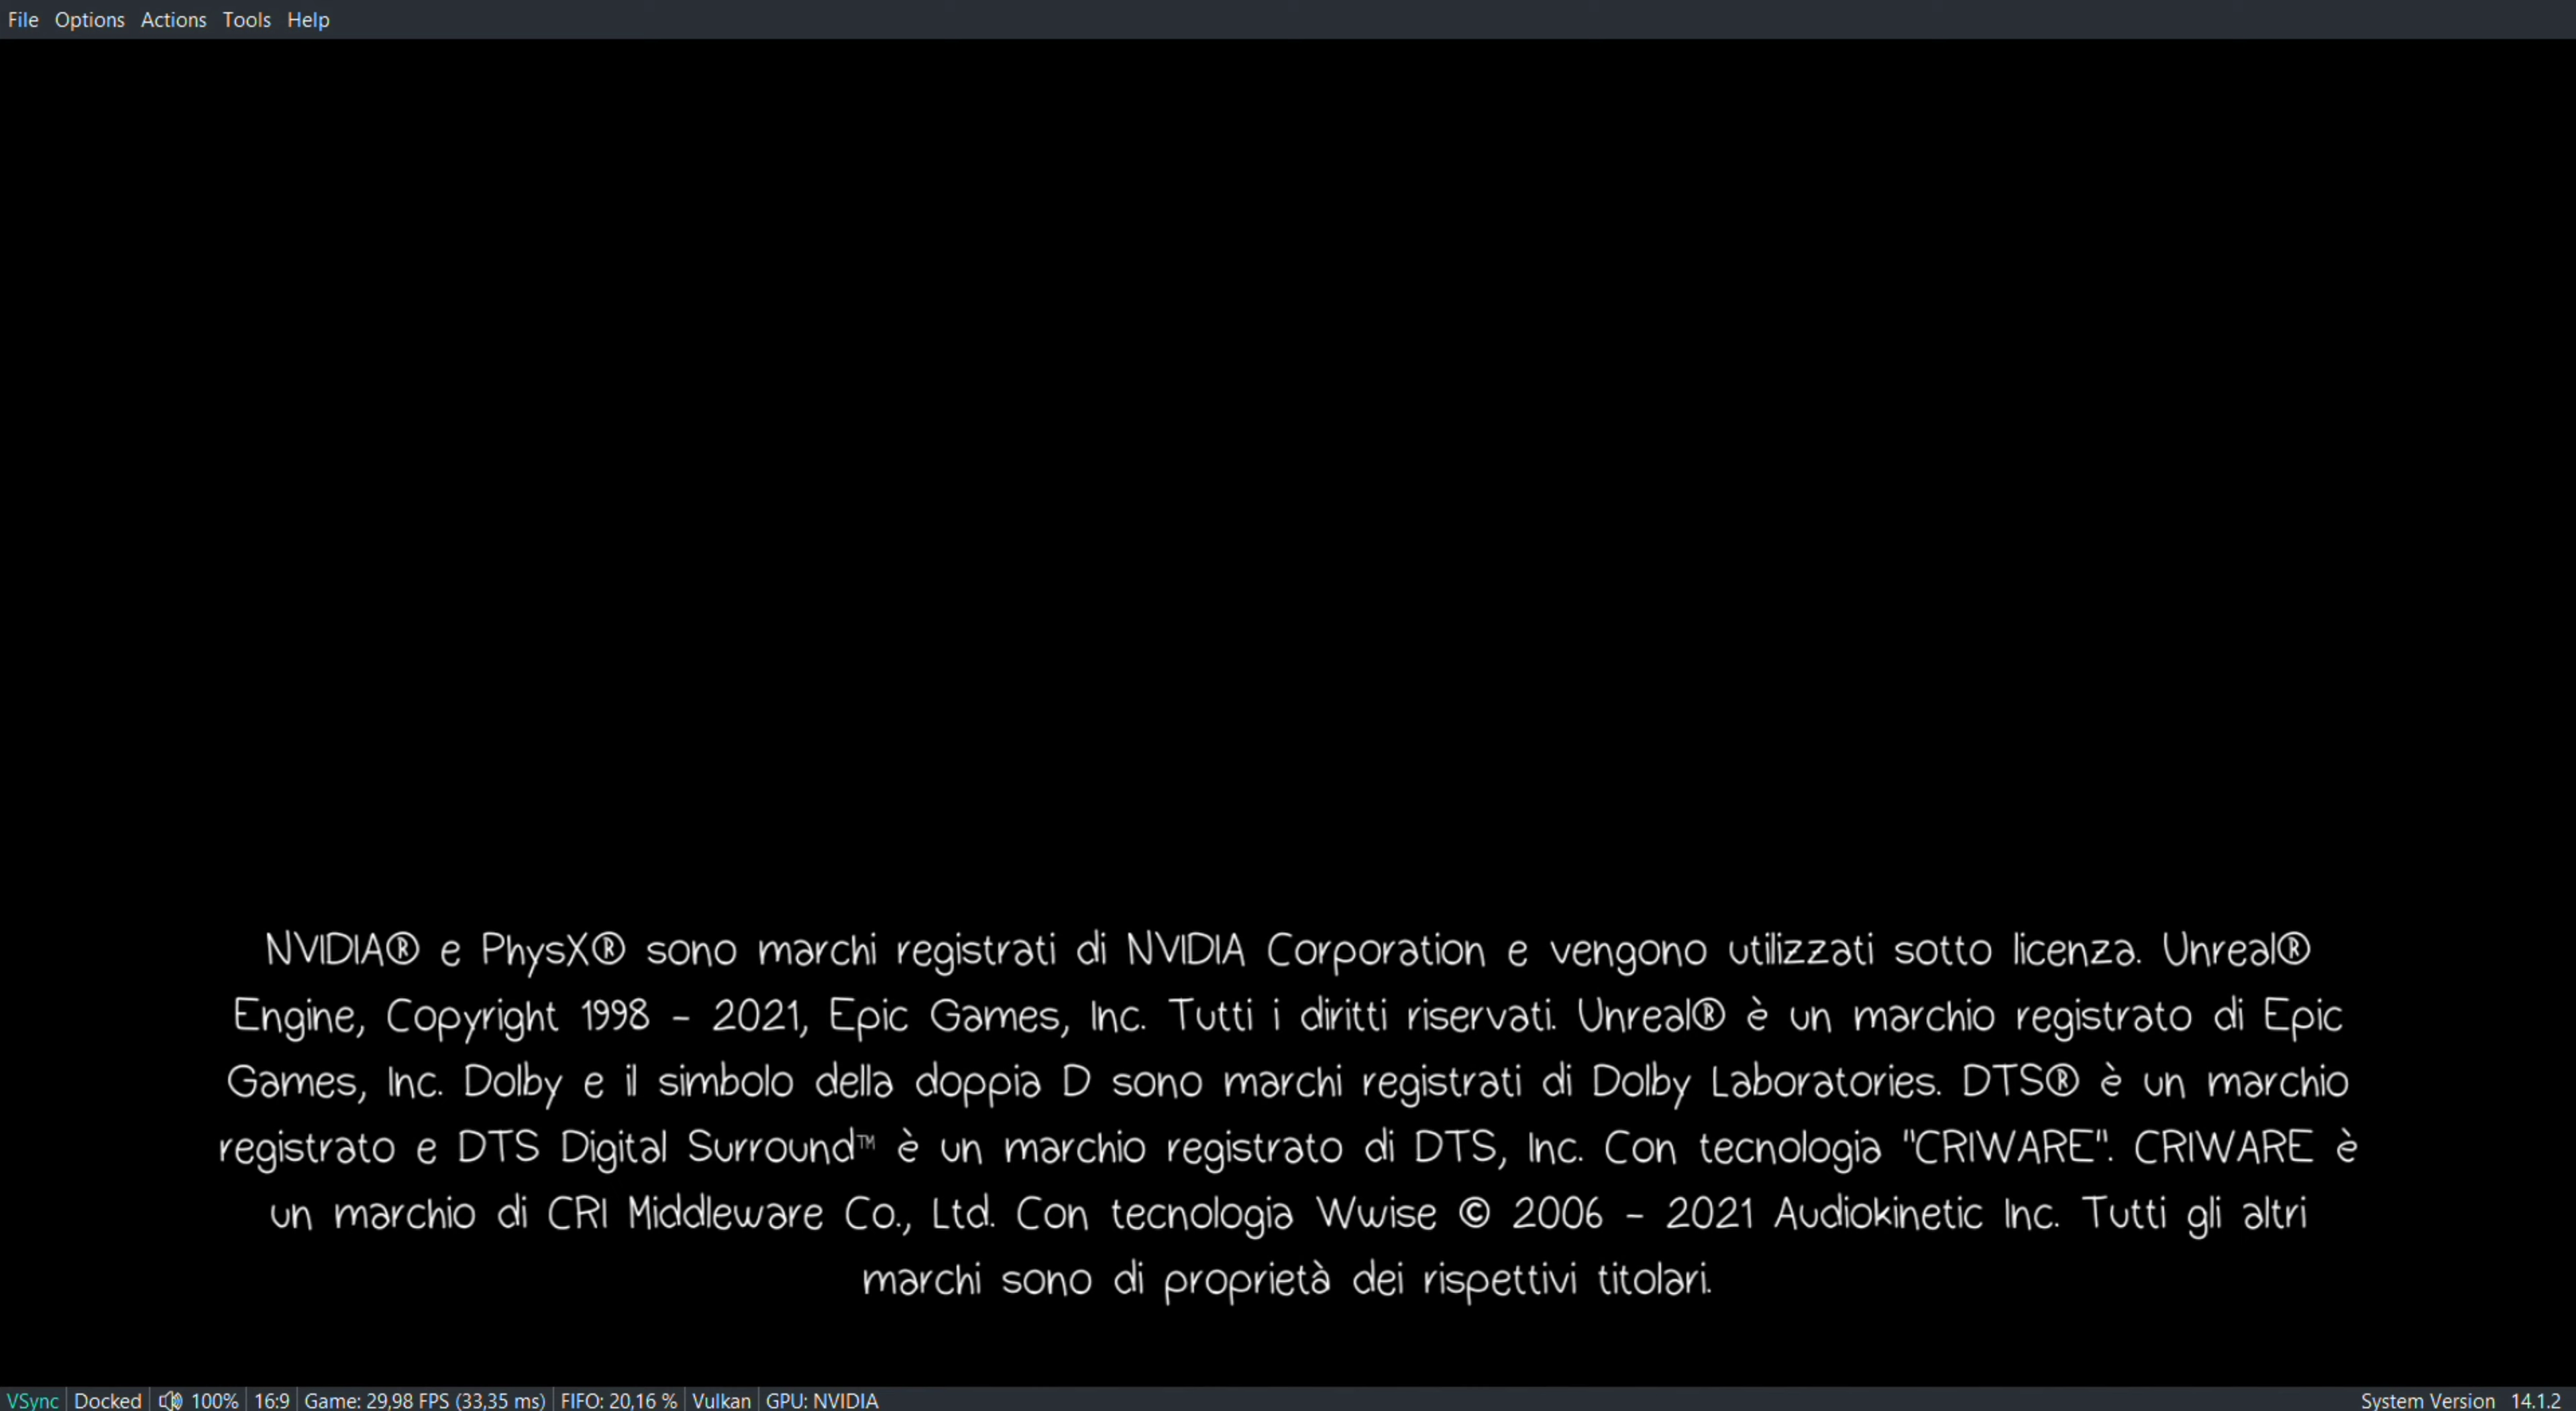 File Options Actions Tools Help
NVIDIA® e PhysX® sono marchi registrati di NVIDIA Corporation e vengono utilizzati sotto licenza. Unreal®
Engine, Copyright 1998 - 2021, Epic Games, Inc. Tutti i diritti riservati. Unreal® è un marchio registrato di Epic
Games, Inc. Dolby e il simbolo della doppia D sono marchi registrati di Dolby Laboratories. DTS® è un marchio
registrato e DTS Digital Surround™ è un marchio registrato di DTS, Inc. Con tecnologia "CRIWARE". CRIWARE è
un marchio di CRI Middleware Co., Ltd. Con tecnologia Wwise © 2006 - 2021 Audiokinetic Inc. Tutti gli altri
marchi sono di proprietà dei rispettivi titolari.
VSync Docked 100% 16:9 Game: 29,98 FPS (33,35 ms) FIFO: 20,16 % Vulkan GPU: NVIDIA System Version 14.1.2